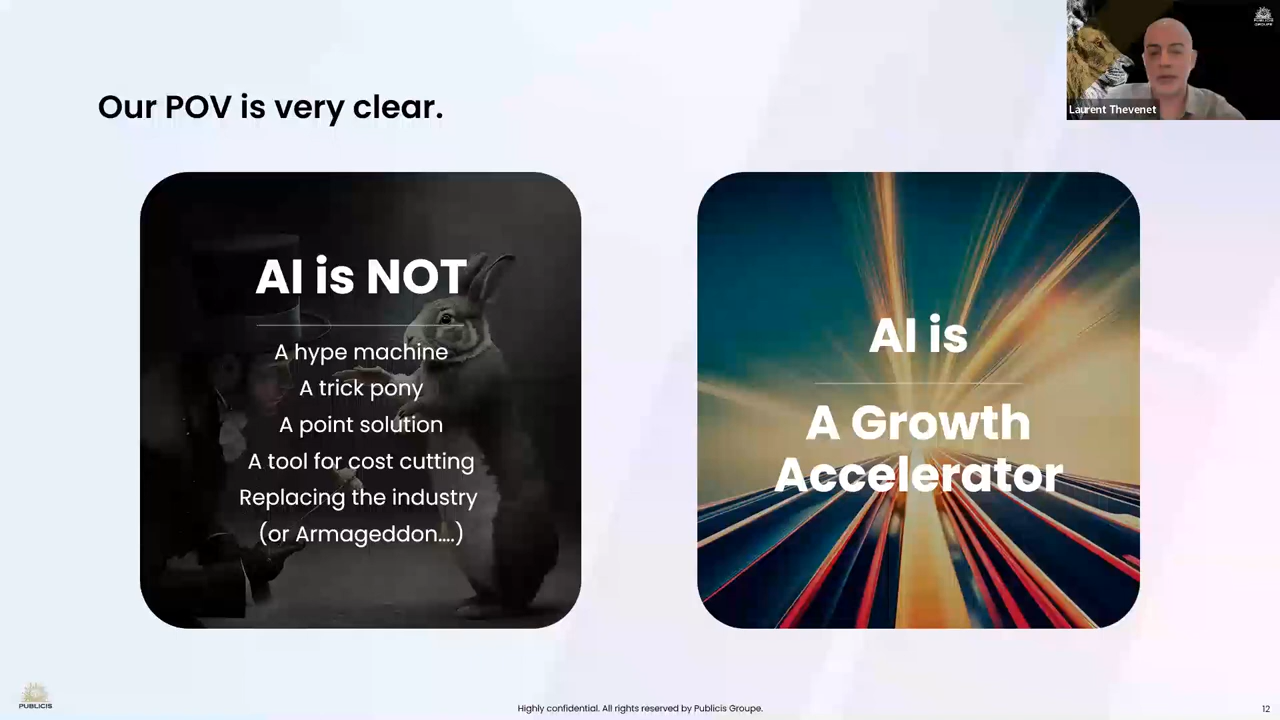 Our POV is very clear.
AI is NOT
A hype machine
A trick pony
A point solution
A tool for cost cutting
Replacing the industry
(or Armageddon....)
AI is
A Growth
Accelerator
PUBLICIS
GROUPE
Laurent Thevenet
PUBLICIS
Highly confidential. All rights reserved by Publicis Groupe.
12